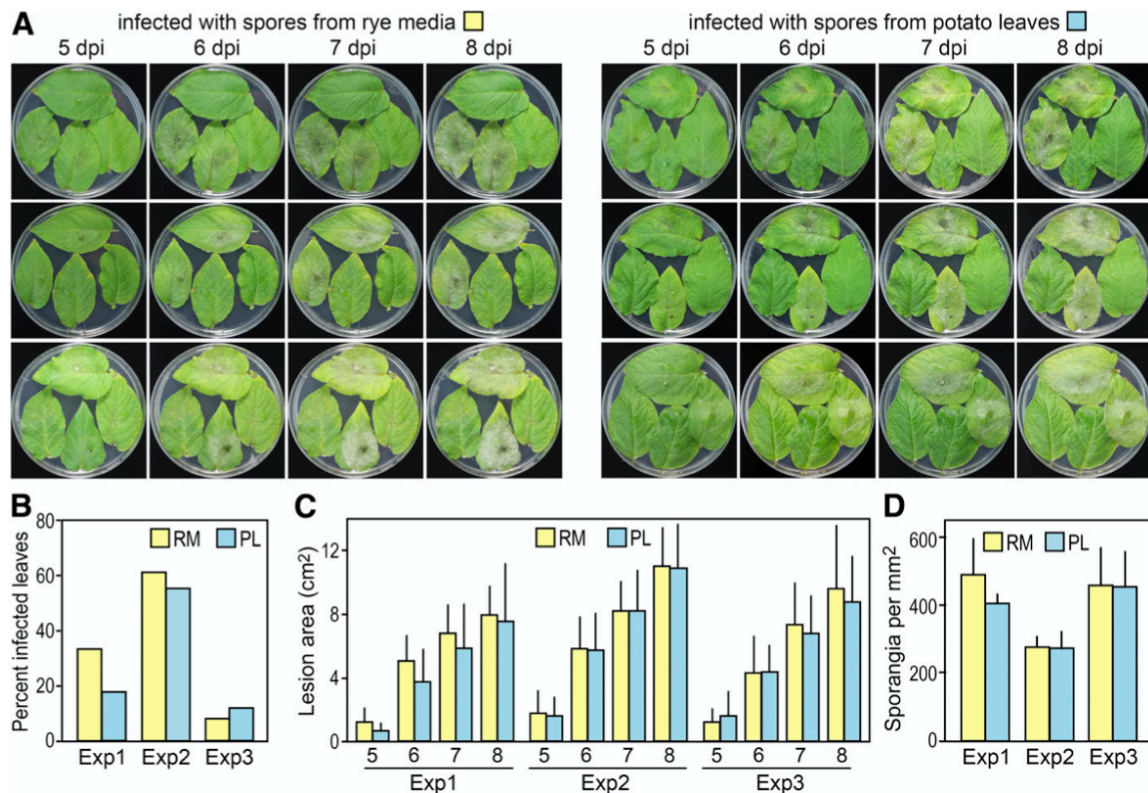 A
infected with spores from rye media
infected with spores from potato leaves
5 dpi 6 dpi 7 dpi 8 dpi
5 dpi 6 dpi 7 dpi 8 dpi
B
Percent infected leaves
80
60
40
20
0
RM PL
Exp1 Exp2 Exp3
C
Lesion area (cm2)
12
8
4
0
RM PL
5 6 7 8 5 6 7 8 5 6 7 8
Exp1 Exp2 Exp3
D
Sporangia per mm2
600
400
200
0
RM PL
Exp1 Exp2 Exp3